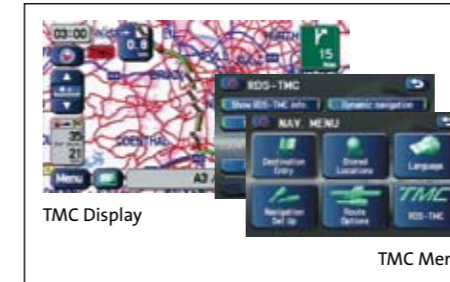 03:00
0.8
15
RDS-TMC
Show RDS-TMC info.
Dynamic navigation
NAV. MENU
Destination
Entry
Stored
Locations
Language
35
21
Menu
A3
Navigation
Set Up
Route
Options
TMC
RDS-TMC
TMC Display
TMC Men